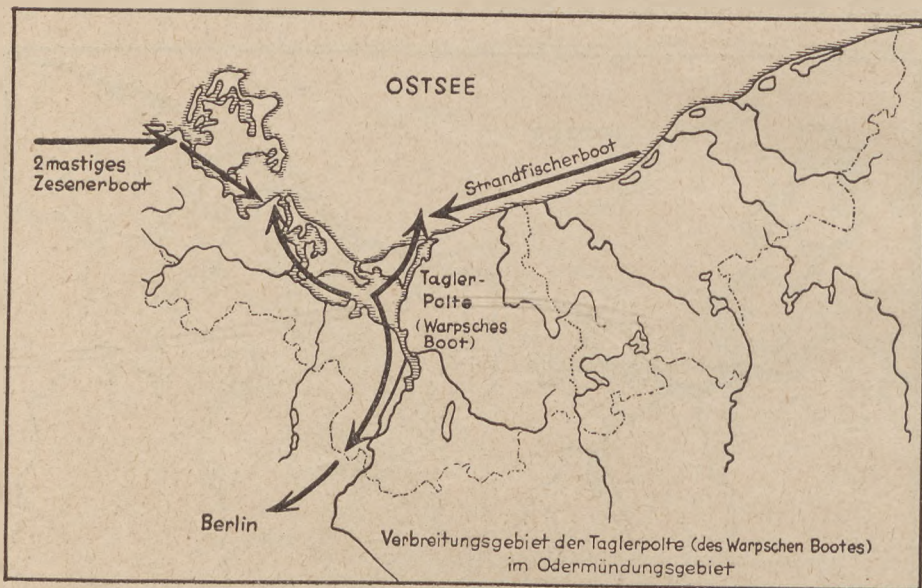 OSTSEE
2mastiges
Zesenerboot
Strandfischerboot
Tagler-
Polte
(Warpsches
Boot)
Berlin
Verbreitungsgebiet der Taglerpolte (des Warpschen Bootes)
im Odermündungsgebiet